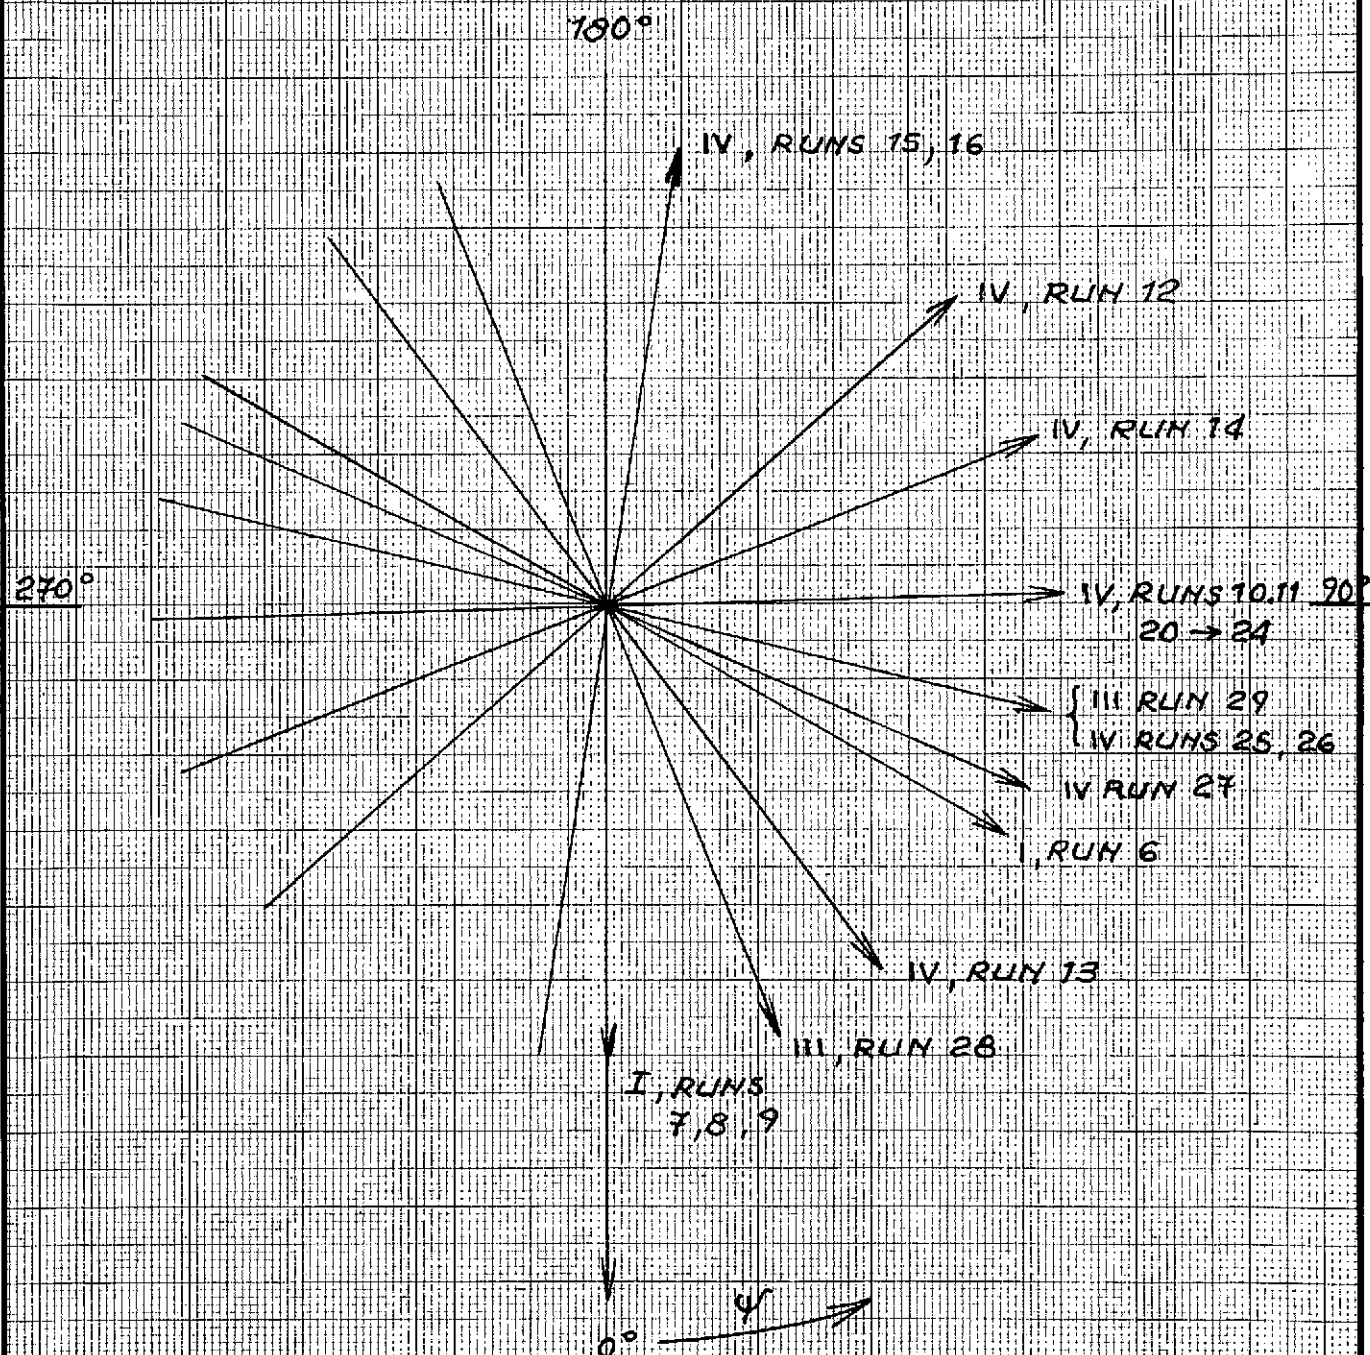 180°
IV, RUNS 15, 16
IV, RUN 12
IV, RUN 14
270°
IV, RUNS 10.11
90°
20 → 24
III RUN 29
IV RUNS 25, 26
IV RUN 27
I, RUN 6
IV, RUN 13
III, RUN 28
I, RUNS
7, 8, 9
ψ
0°